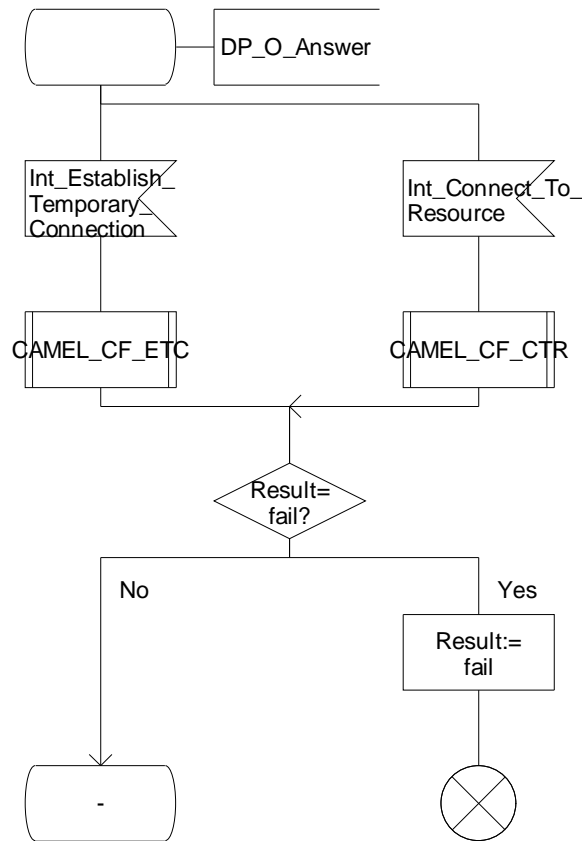 DP_O_Answer
Int_Establish_
Temporary_
Connection
Int_Connect_To_
Resource
CAMEL_CF_ETC
CAMEL_CF_CTR
Result=
fail?
No
Yes
Result:=
fail
-